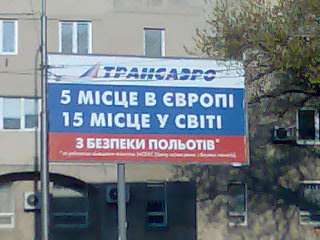 ТРАНСАЭРО
5 МІСЦЕ В ЄВРОПІ
15 МІСЦЕ У СВІТІ
З БЕЗПЕКИ ПОЛЬОТІВ*